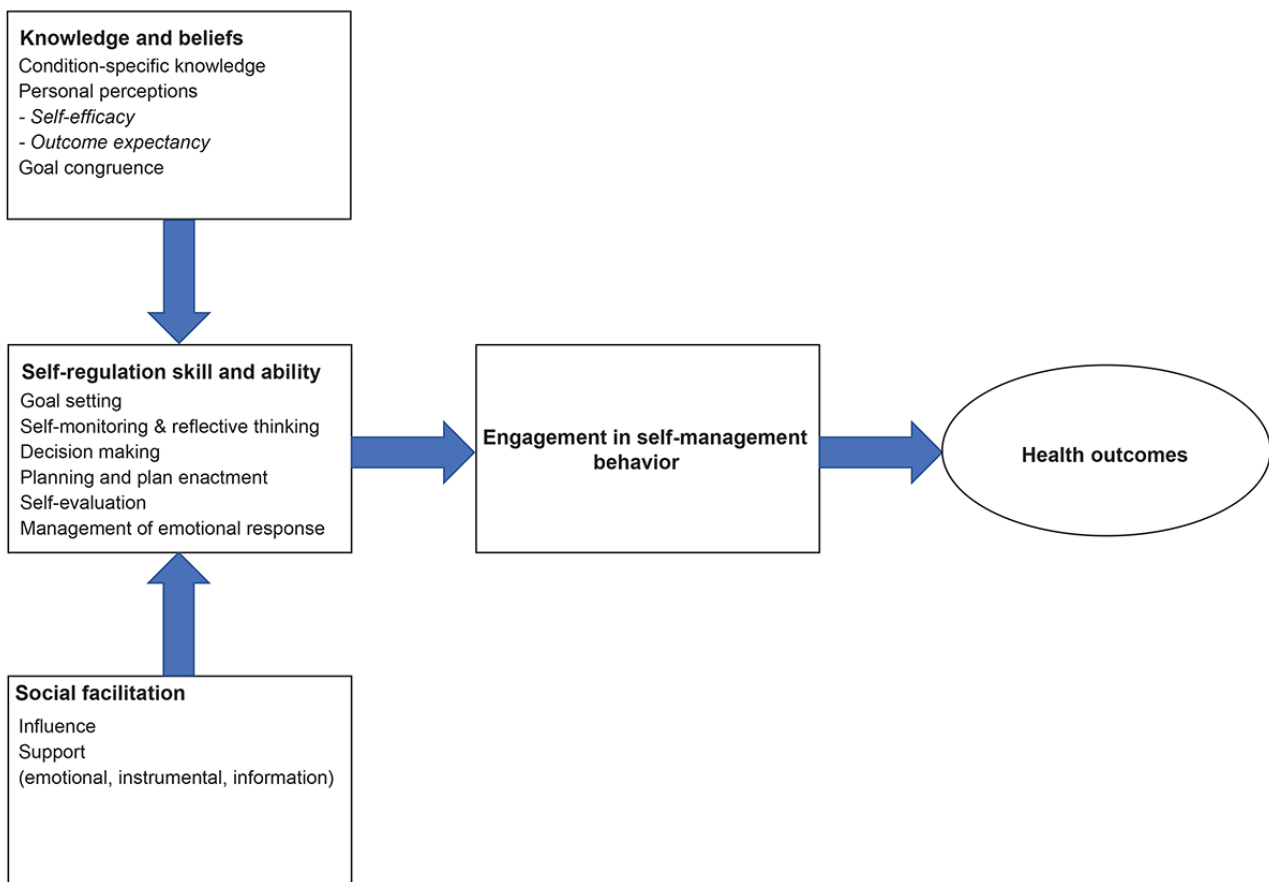 Knowledge and beliefs
Condition-specific knowledge
Personal perceptions
- Self-efficacy
- Outcome expectancy
Goal congruence
Self-regulation skill and ability
Goal setting
Self-monitoring & reflective thinking
Decision making
Planning and plan enactment
Self-evaluation
Management of emotional response
Engagement in self-management
behavior
Health outcomes
Social facilitation
Influence
Support
(emotional, instrumental, information)